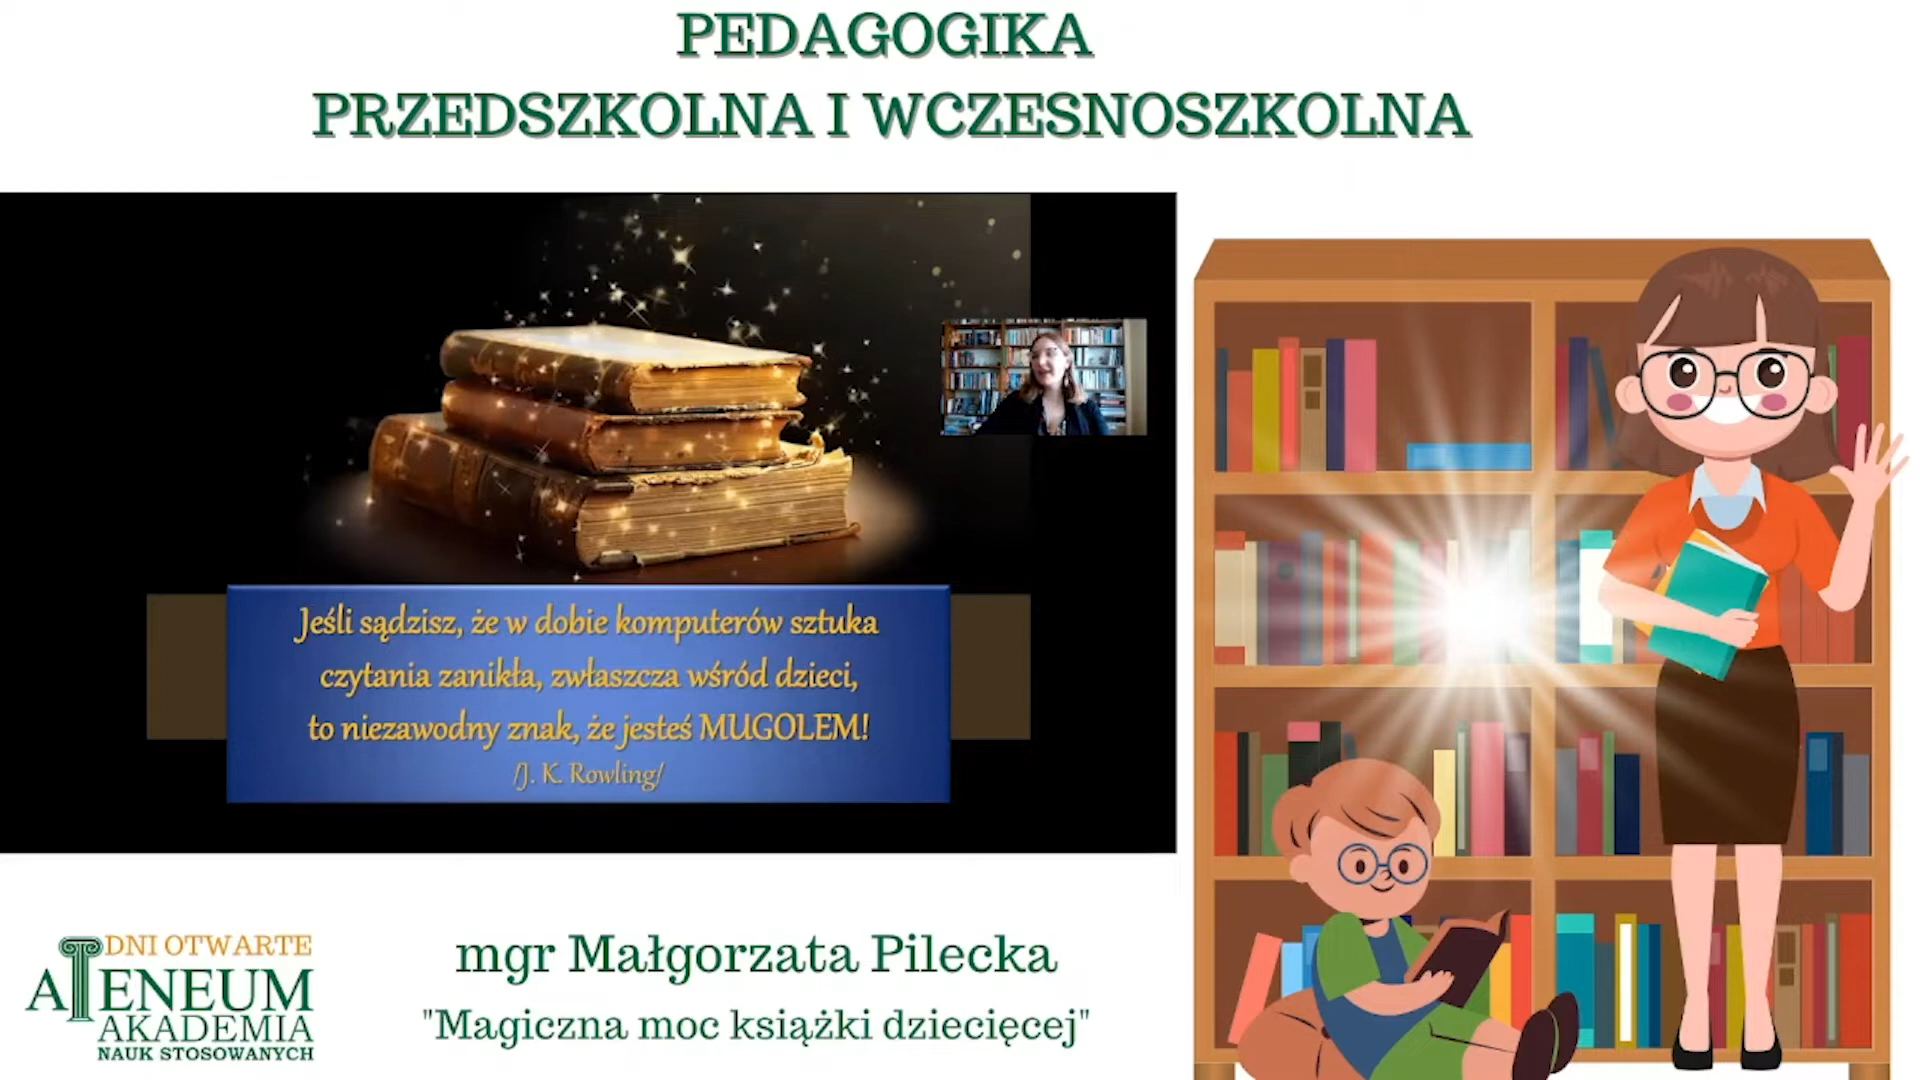 PEDAGOGIKA
PRZEDSZKOLNA I WCZESNOSZKOLNA
Jeśli sądzisz, że w dobie komputerów sztuka
czytania zanikła, zwłaszcza wśród dzieci,
to niezawodny znak, że jesteś MUGOLEM!
/J. K. Rowling/
DNI OTWARTE
ATENEUM
AKADEMIA
NAUK STOSOWANYCH
mgr Małgorzata Pilecka
"Magiczna moc książki dziecięcej"